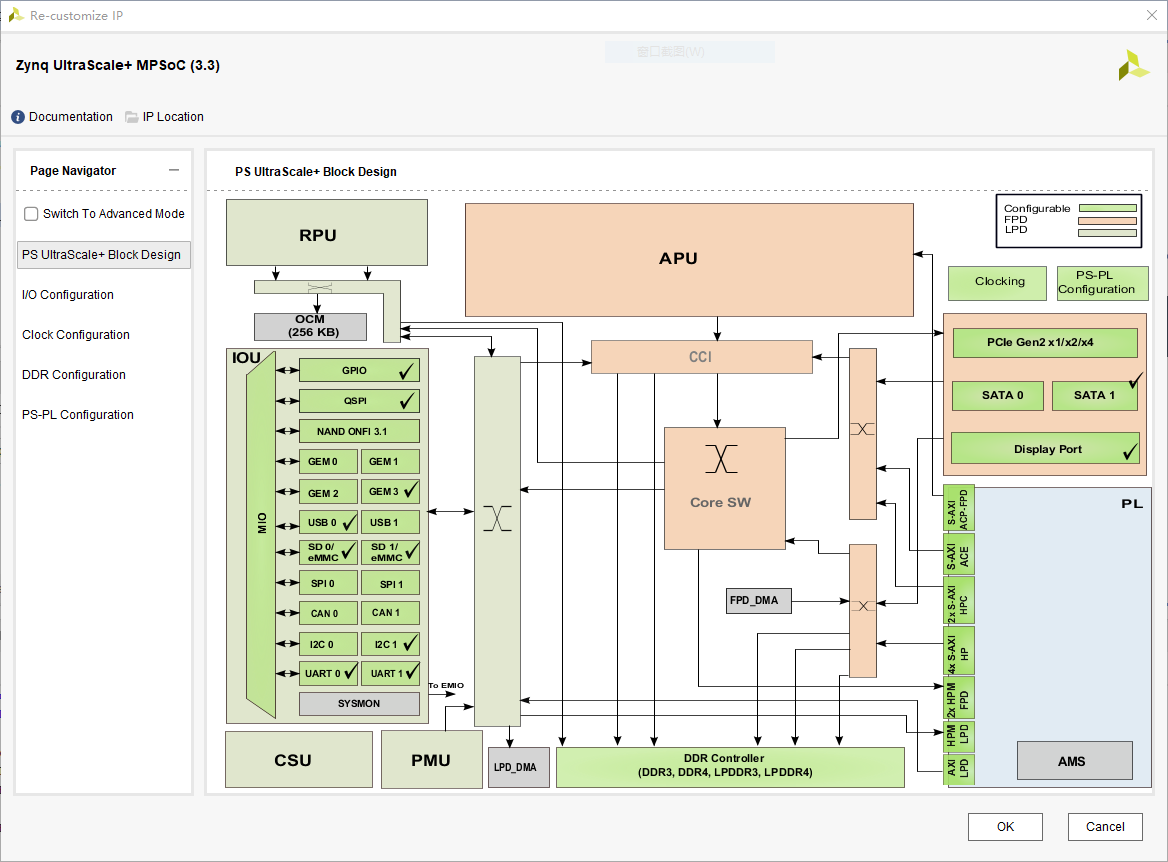 Re-customize IP
窗口截图(W)
Zynq UltraScale+ MPSoC (3.3)
Documentation
IP Location
Page Navigator
Switch To Advanced Mode
PS UltraScale+ Block Design
I/O Configuration
Clock Configuration
DDR Configuration
PS-PL Configuration
PS UltraScale+ Block Design
RPU
APU
Configurable
FPD
LPD
Clocking
PS-PL
Configuration
OCM
(256 KB)
CCI
PCIe Gen2 x1/x2/x4
SATA 0
SATA 1
Display Port
IOU
MIO
GPIO
QSPI
NAND ONFI 3.1
GEM 0
GEM 1
GEM 2
GEM 3
USB 0
USB 1
SD 0/
eMMC
SD 1/
eMMC
SPI 0
SPI 1
CAN 0
CAN 1
I2C 0
I2C 1
UART 0
UART 1
SYSMON
To EMIO
Core SW
FPD_DMA
PL
S-AXI
ACP-FPD
S-AXI
ACE
2x S-AXI
HPC
4x S-AXI
HP
2x HPM
FPD
HPM
LPD
AXI
LPD
AMS
CSU
PMU
LPD_DMA
DDR Controller
(DDR3, DDR4, LPDDR3, LPDDR4)
OK
Cancel